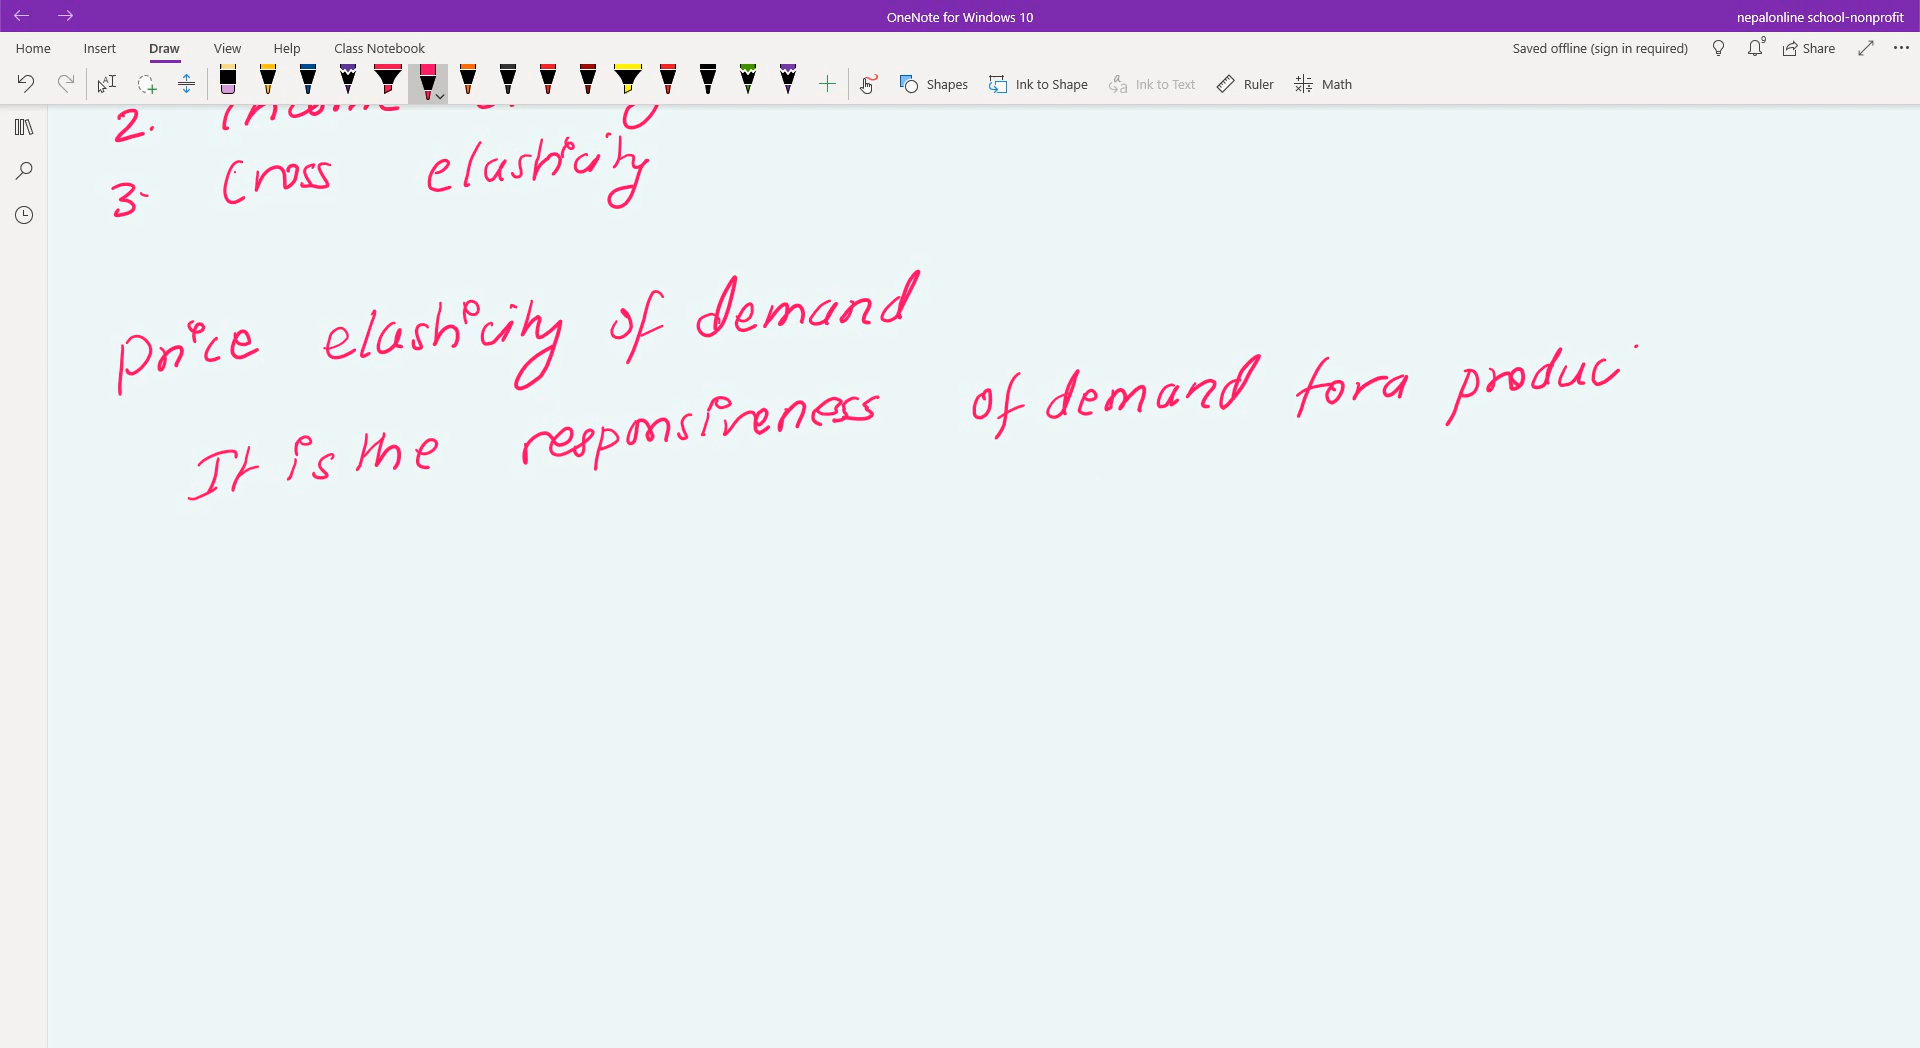 OneNote for Windows 10
nepalonline school-nonprofit
Home Insert Draw View Help Class Notebook
Saved offline (sign in required) 9 Share
Shapes Ink to Shape Ink to Text Ruler Math
2. Income
3. Cross elasticity
Price elasticity of demand
It is the responsiveness of demand for a produc